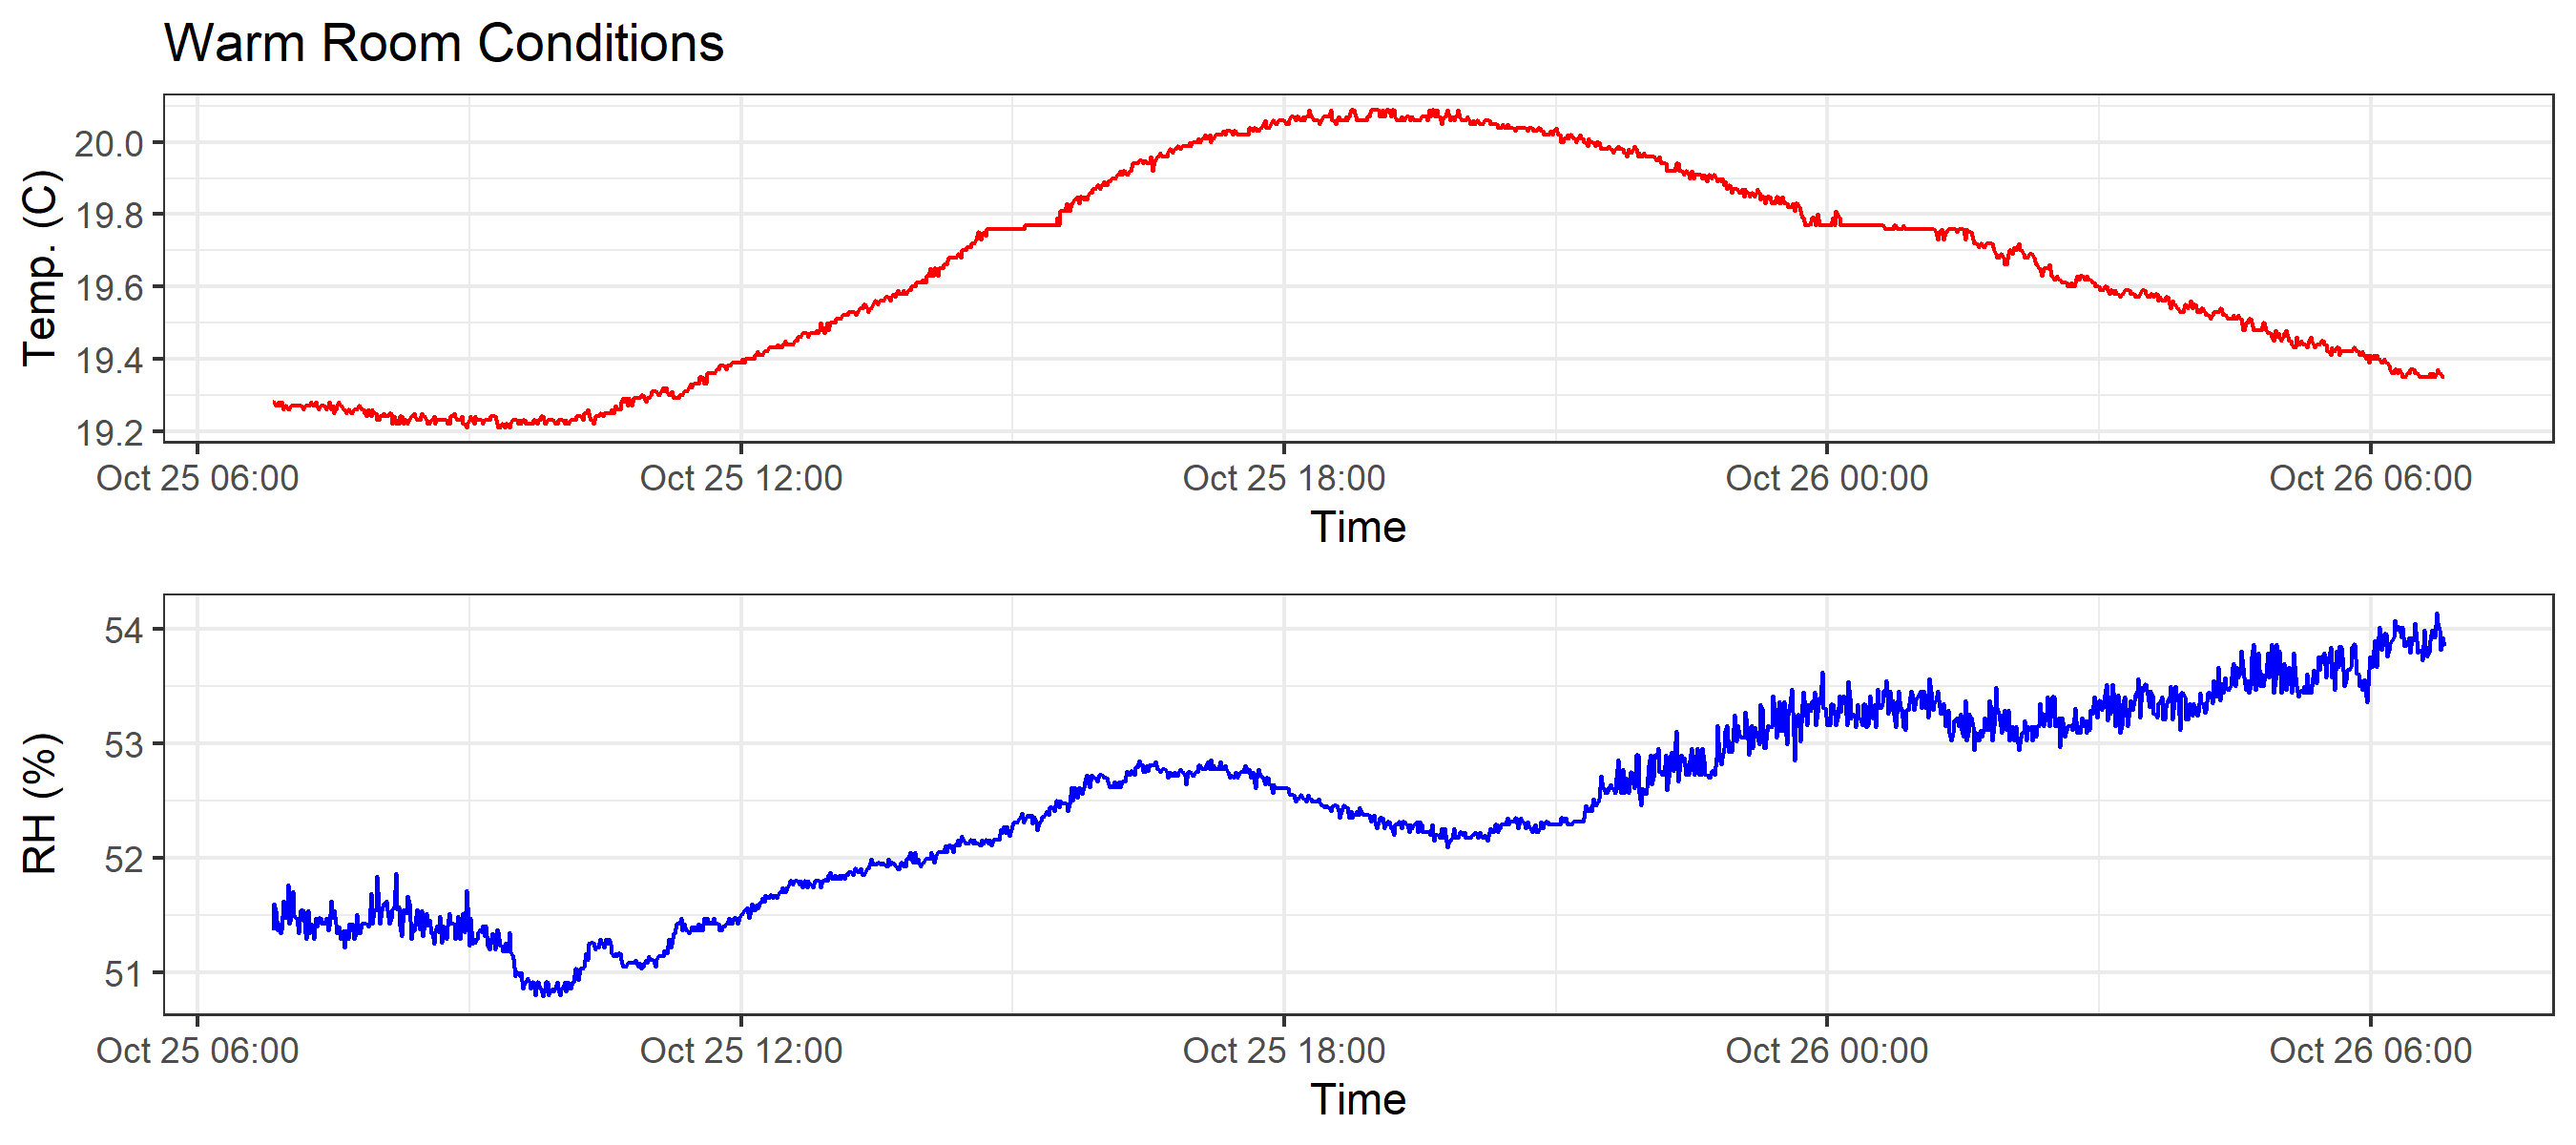 Warm Room Conditions
Temp. (C)
20.0
19.8
19.6
19.4
19.2
Oct 25 06:00 Oct 25 12:00 Oct 25 18:00 Oct 26 00:00 Oct 26 06:00
Time
RH (%)
54
53
52
51
Oct 25 06:00 Oct 25 12:00 Oct 25 18:00 Oct 26 00:00 Oct 26 06:00
Time